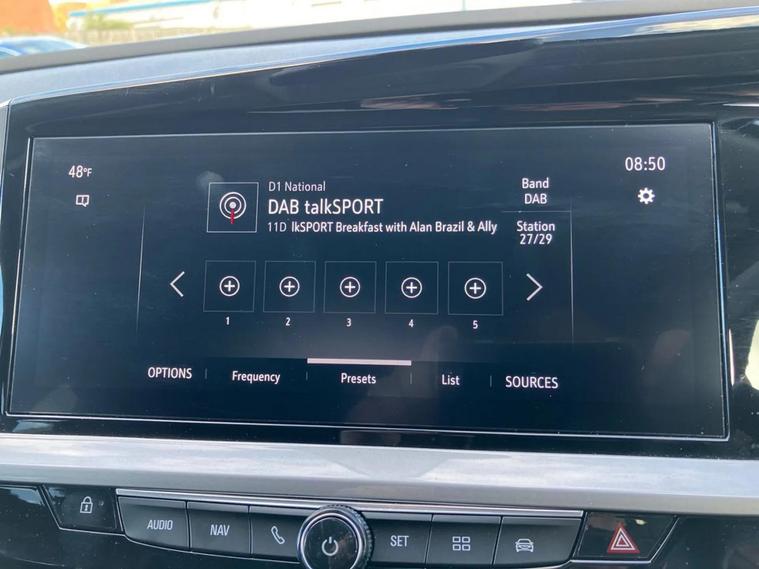 48°F
08:50
D1 National
DAB talkSPORT
11D lkSPORT Breakfast with Alan Brazil & Ally
Band
DAB
Station
27/29
1 2 3 4 5
OPTIONS Frequency Presets List SOURCES
AUDIO NAV SET